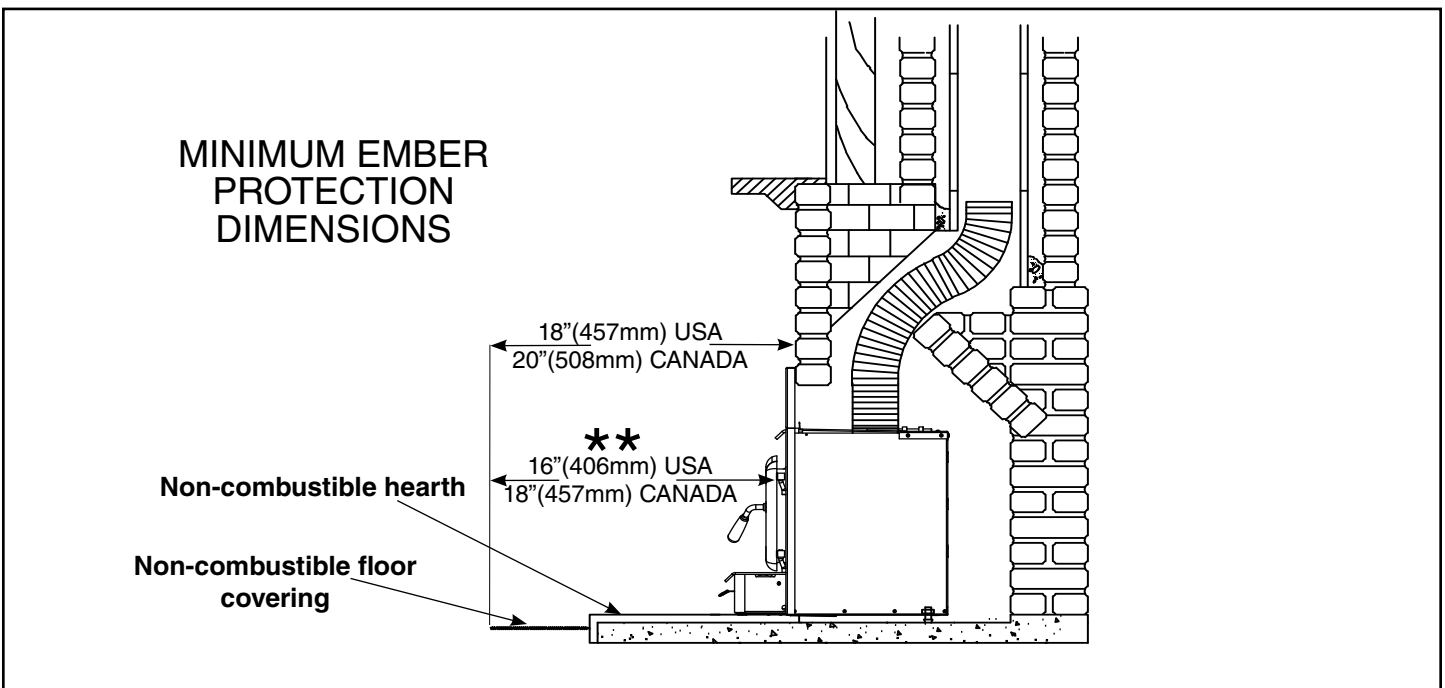 MINIMUM EMBER
PROTECTION
DIMENSIONS
18”(457mm) USA
20”(508mm) CANADA
**
16”(406mm) USA
18”(457mm) CANADA
Non-combustible hearth
Non-combustible floor
covering